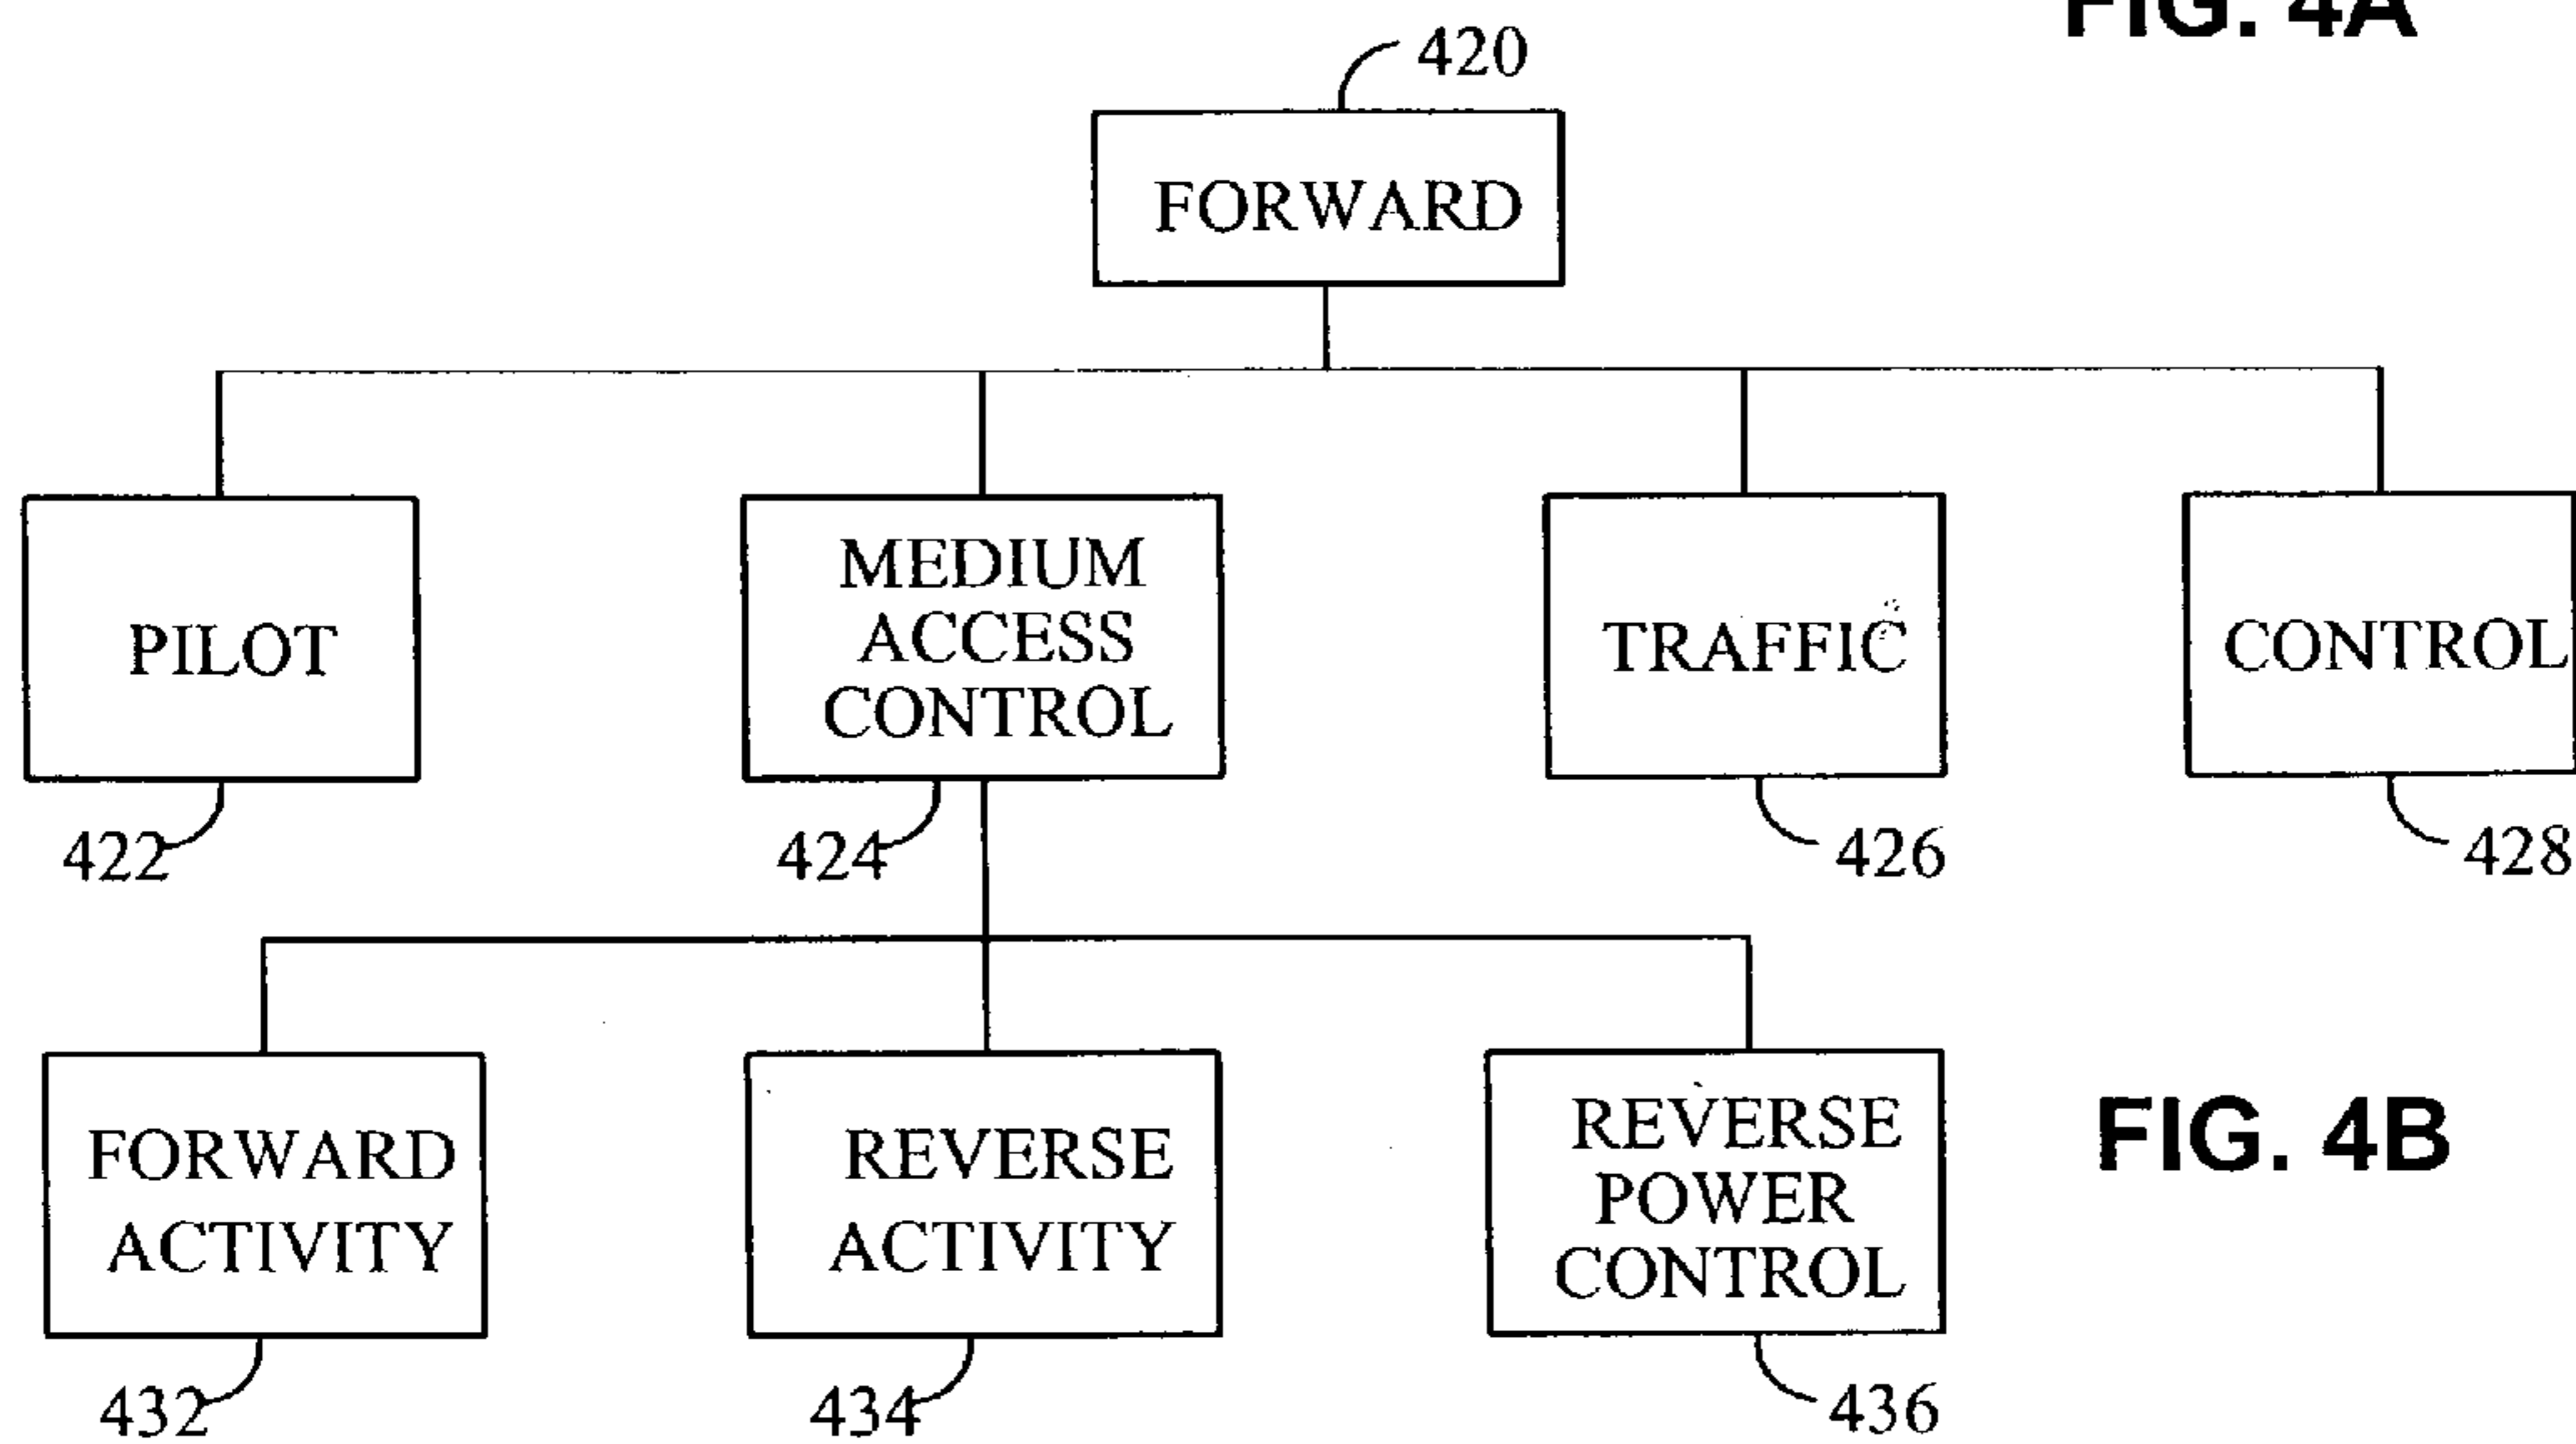 FIG. 4A
420
FORWARD
PILOT
MEDIUM
ACCESS
CONTROL
TRAFFIC
CONTROL
422
424
426
428
FORWARD
ACTIVITY
REVERSE
ACTIVITY
REVERSE
POWER
CONTROL
FIG. 4B
432
434
436